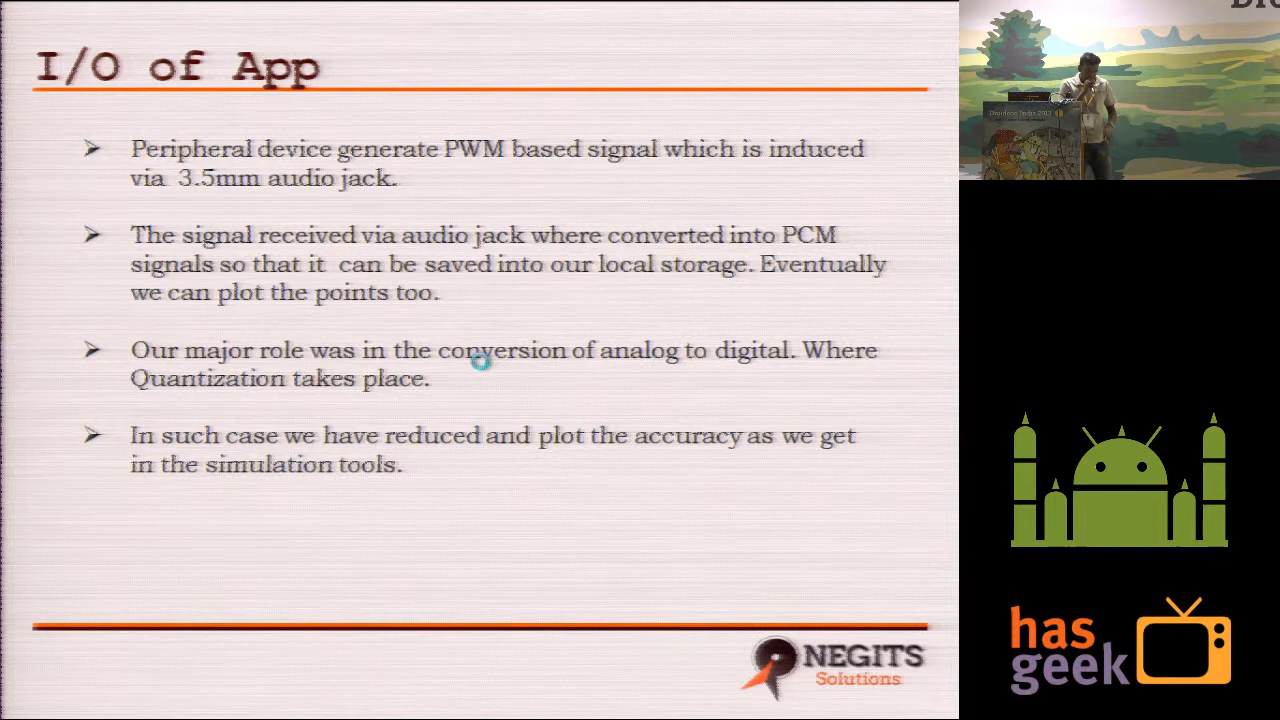 I/O of App
Peripheral device generate PWM based signal which is induced
via 3.5mm audio jack.
The signal received via audio jack where converted into PCM
signals so that it can be saved into our local storage. Eventually
we can plot the points too.
Our major role was in the conversion of analog to digital. Where
Quantization takes place.
In such case we have reduced and plot the accuracy as we get
in the simulation tools.
NEGITS
Solutions
Droidcon India 2013
has
geek